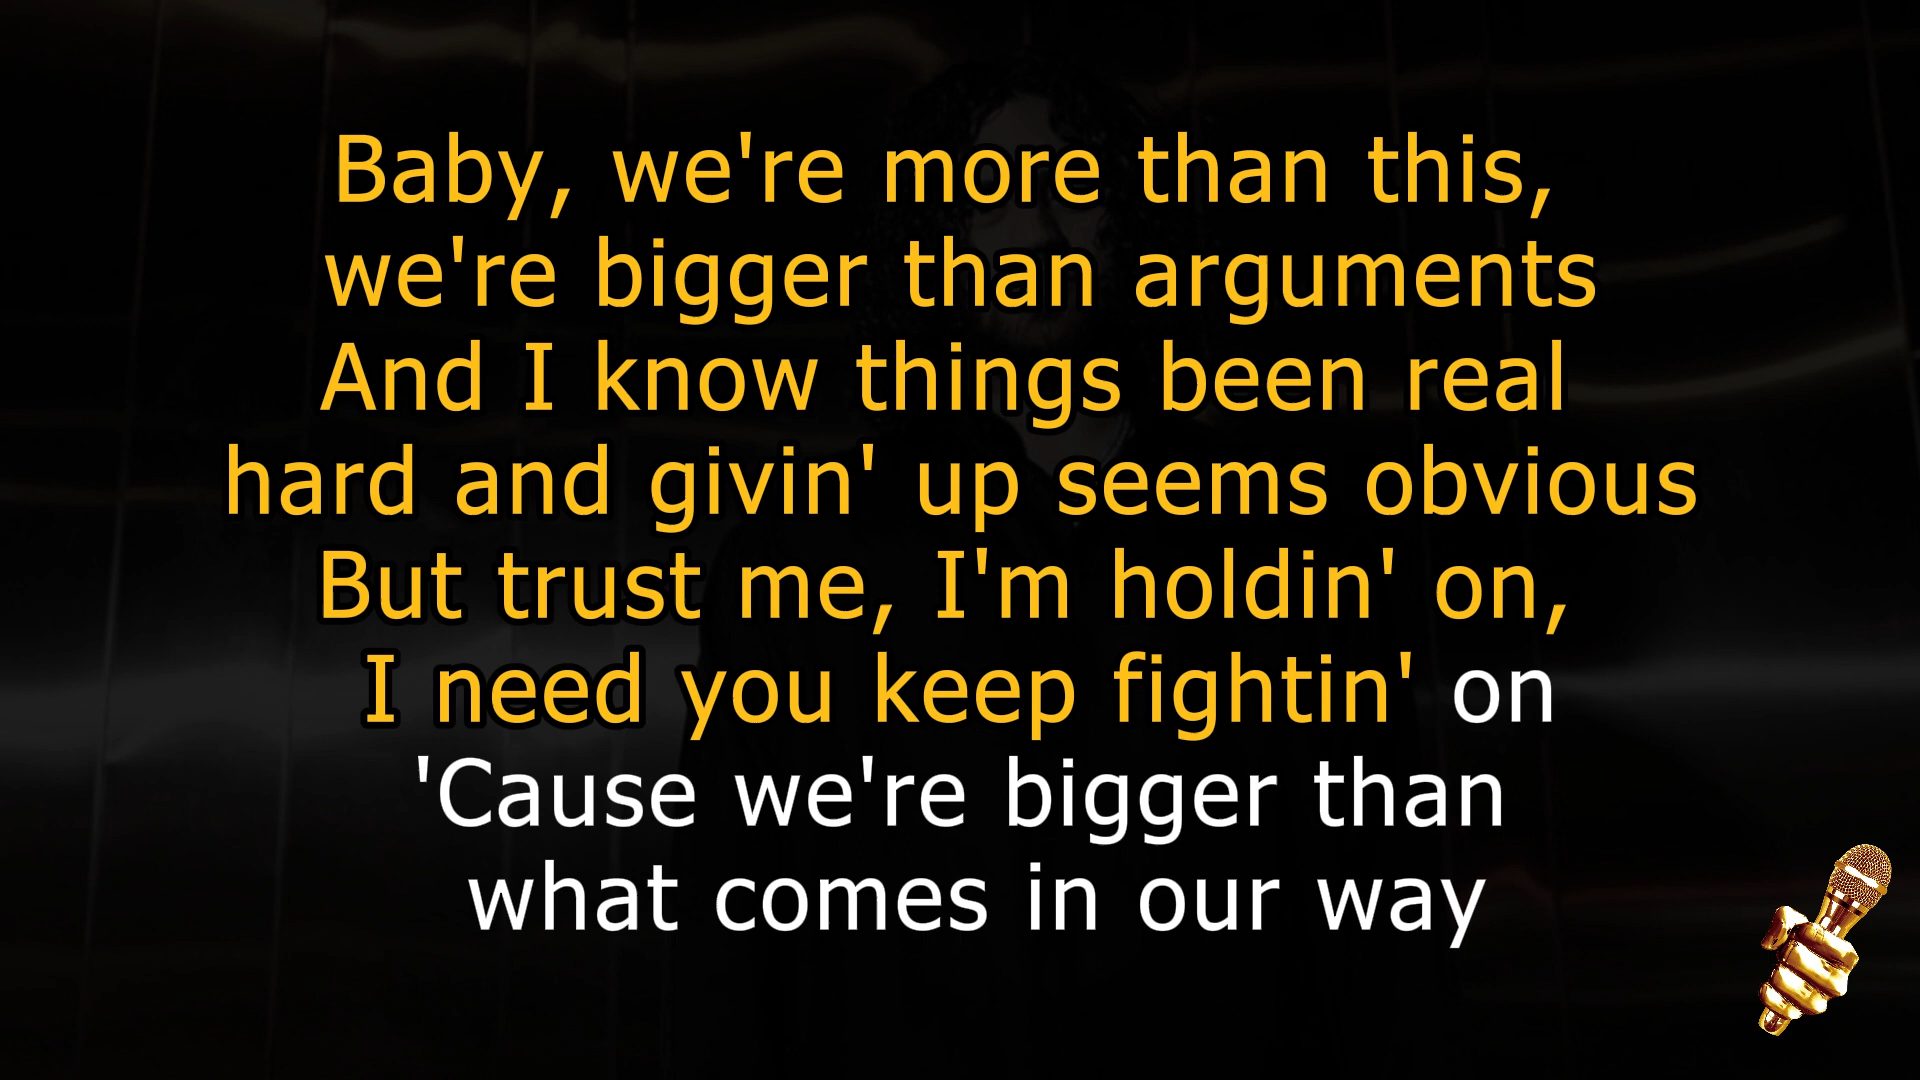 Baby, we're more than this,
we're bigger than arguments
And I know things been real
hard and givin' up seems obvious
But trust me, I'm holdin' on,
I need you keep fightin' on
'Cause we're bigger than
what comes in our way